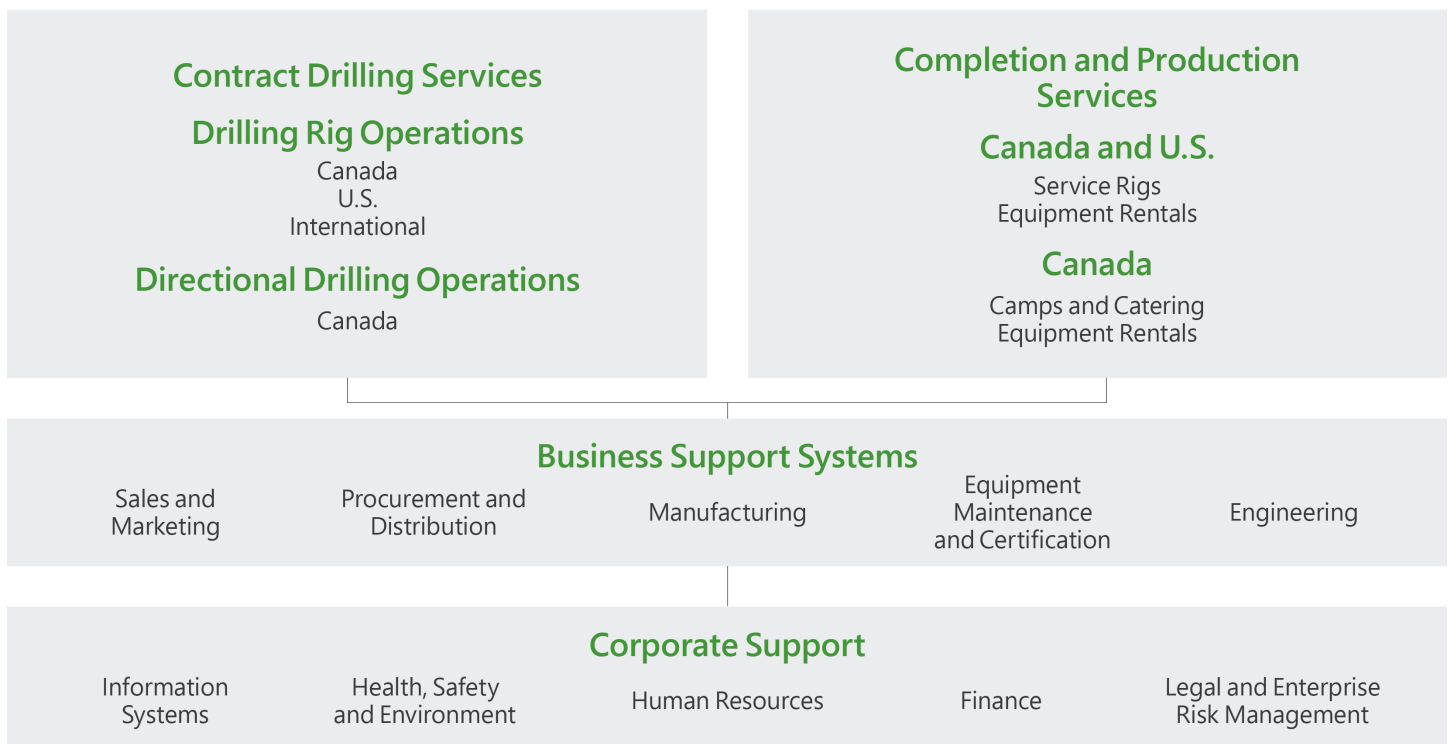 Contract Drilling Services
Drilling Rig Operations
Canada
U.S.
International
Directional Drilling Operations
Canada
Completion and Production
Services
Canada and U.S.
Service Rigs
Equipment Rentals
Canada
Camps and Catering
Equipment Rentals
Business Support Systems
Sales and
Marketing
Procurement and
Distribution
Manufacturing
Equipment
Maintenance
and Certification
Engineering
Corporate Support
Information
Systems
Health, Safety
and Environment
Human Resources
Finance
Legal and Enterprise
Risk Management